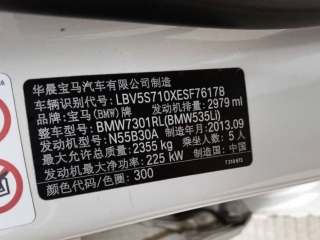 华晨宝马汽车有限公司制造
车辆识别代号: LBV5S710XESF76178
品牌: 宝马(BMW)牌 发动机排量: 2979 ml
整车型号: BMW7301RL(BMW535Li)
发动机型号: N55B30A 制造年月: 2013.09
最大允许总质量: 2355 kg 乘坐人数: 5 人
发动机最大净功率: 225 kW 制造国: 中国
颜色代码/色圈: 300
7 310 973